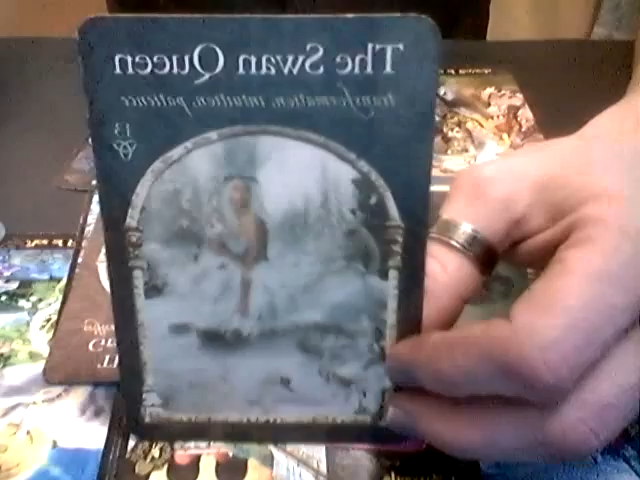 The Swan Queen
transformation, intuition, patience
13